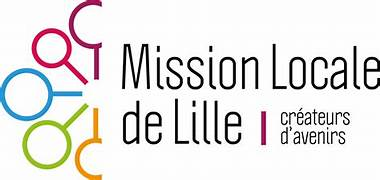 Mission Locale
de Lille | créateurs
d'avenirs